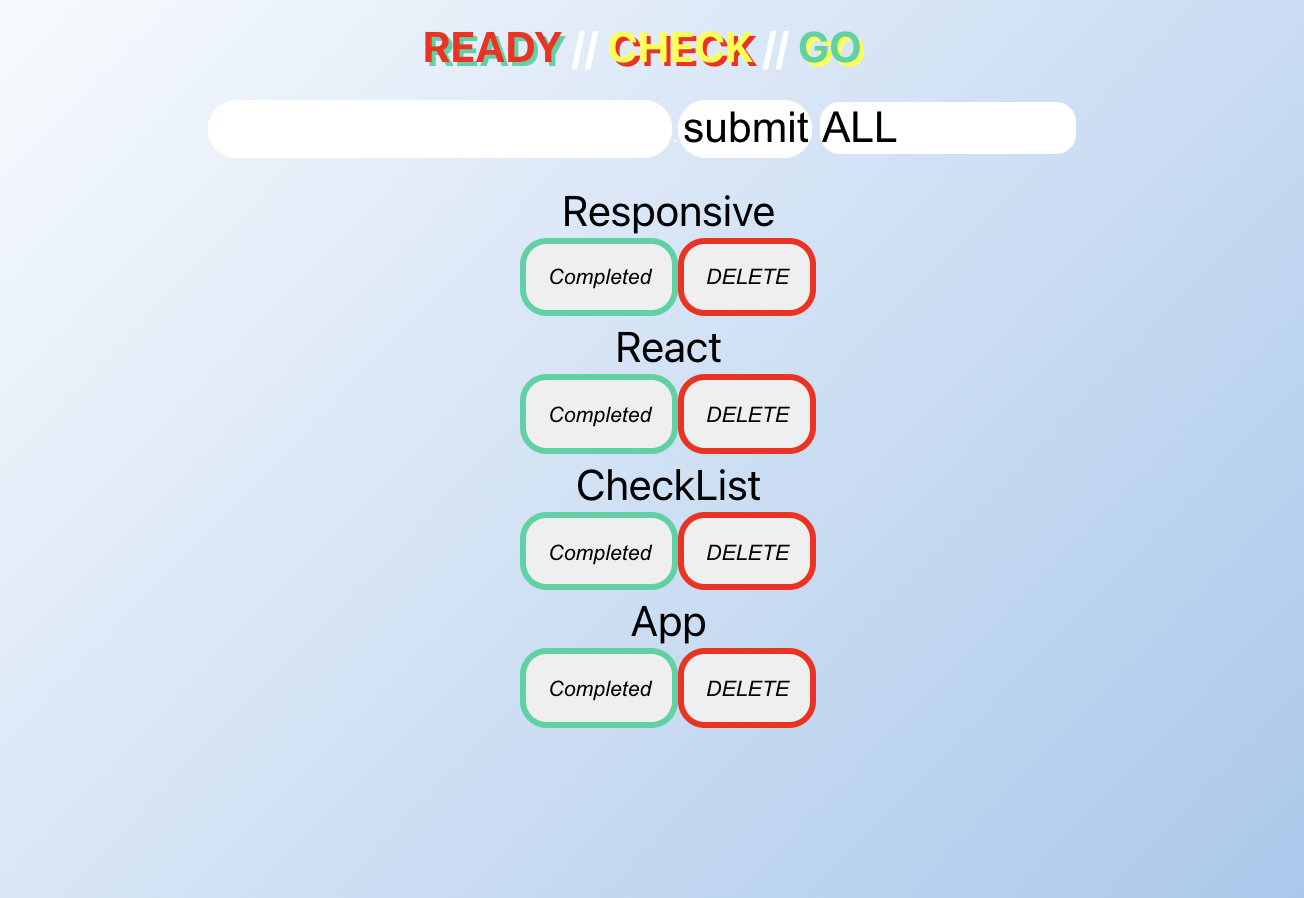 READY // CHECK // GO
submit ALL
Responsive
Completed DELETE
React
Completed DELETE
CheckList
Completed DELETE
App
Completed DELETE